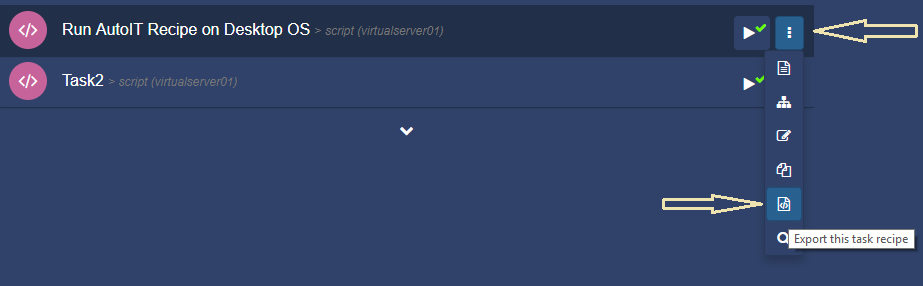 Run AutoIT Recipe on Desktop OS > script (virtualserver01)
Task2 > script (virtualserver01)
Export this task recipe